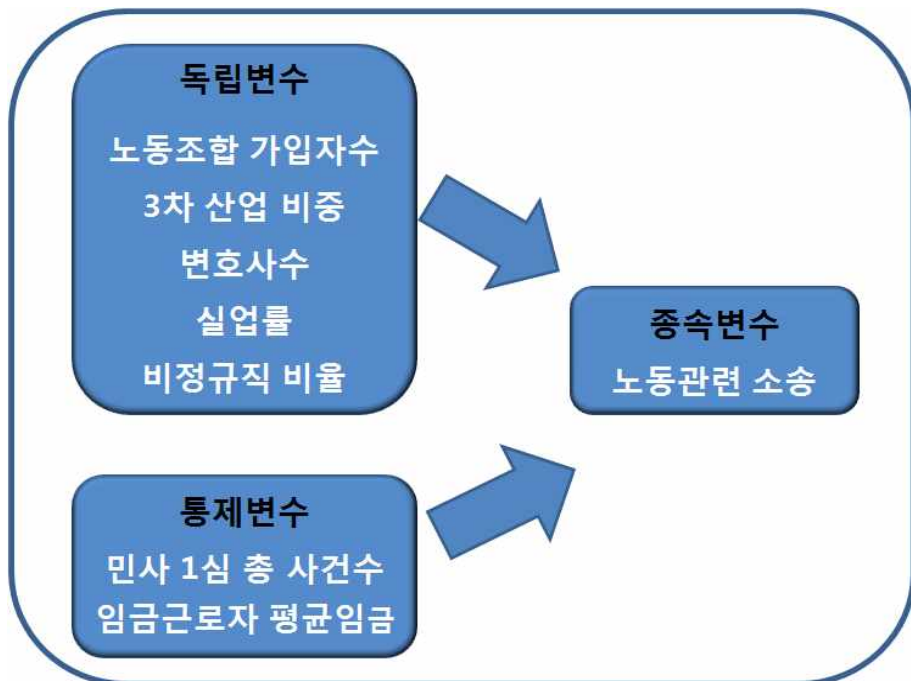 독립변수
노동조합 가입자수
3차 산업 비중
변호사수
실업률
비정규직 비율
종속변수
노동관련 소송
통제변수
민사 1심 총 사건수
임금근로자 평균임금